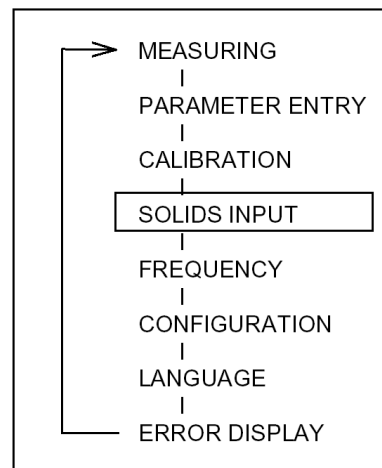 MEASURING
PARAMETER ENTRY
CALIBRATION
SOLIDS INPUT
FREQUENCY
CONFIGURATION
LANGUAGE
ERROR DISPLAY